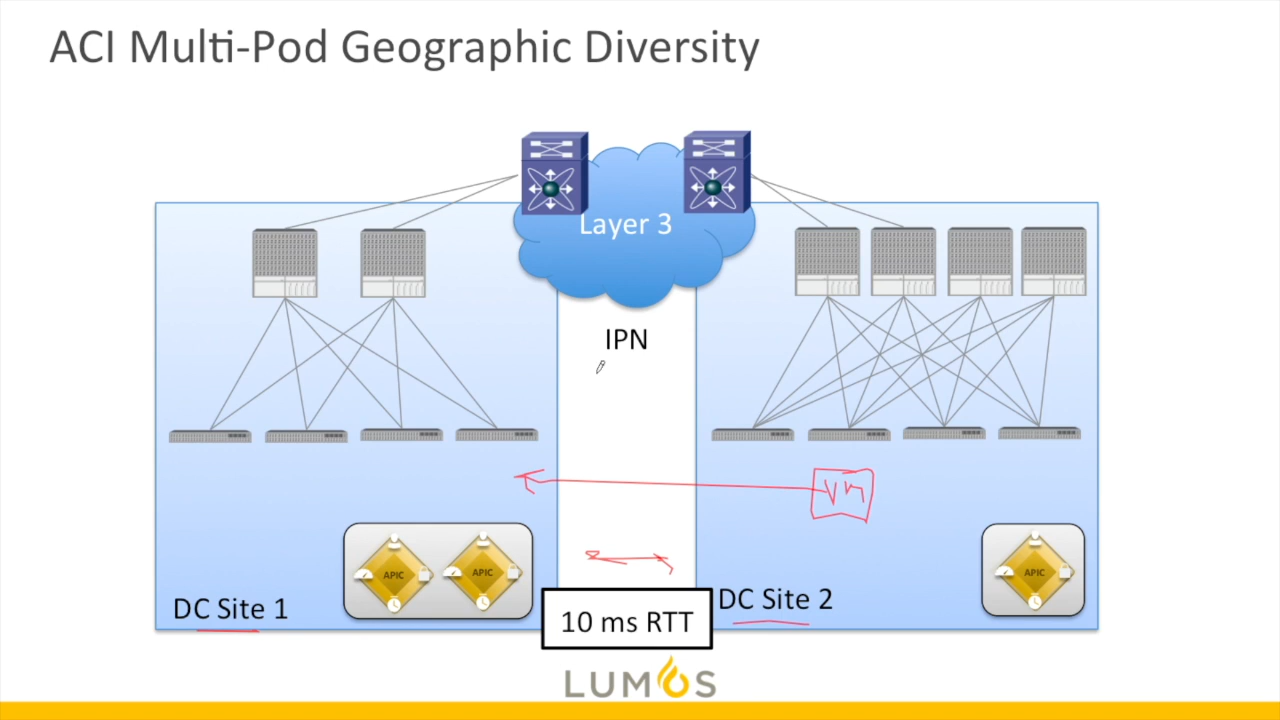 ACI Multi-Pod Geographic Diversity
Layer 3
IPN
VM
APIC
APIC
APIC
DC Site 1
10 ms RTT
DC Site 2
LUMOS